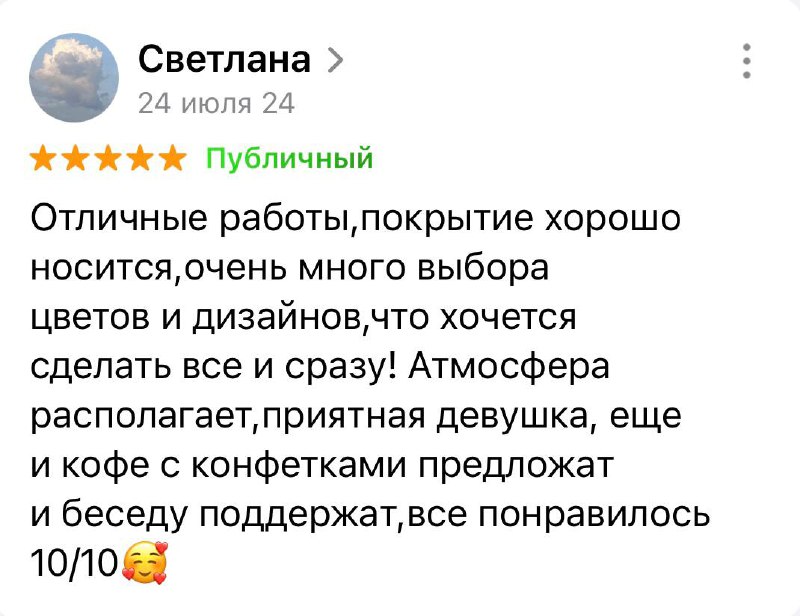 Светлана
24 июля 24
Публичный
Отличные работы,покрытие хорошо
носится,очень много выбора
цветов и дизайнов,что хочется
сделать все и сразу! Атмосфера
располагает,приятная девушка, еще
и кофе с конфетками предложат
и беседу поддержат,все понравилось
10/10🥰